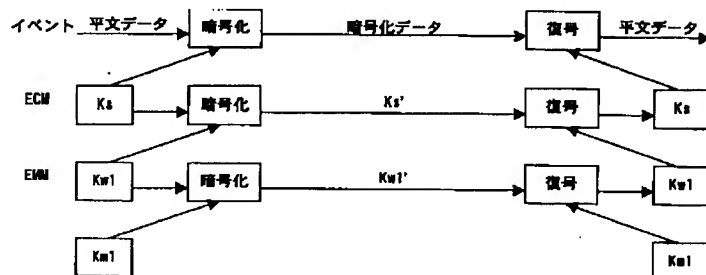 イベント 平文データ 暗号化 暗号化データ 復号 平文データ
ECM Ks 暗号化 Ks' 復号 Ks
EMM Kw1 暗号化 Kw1' 復号 Kw1
Km1 Km1